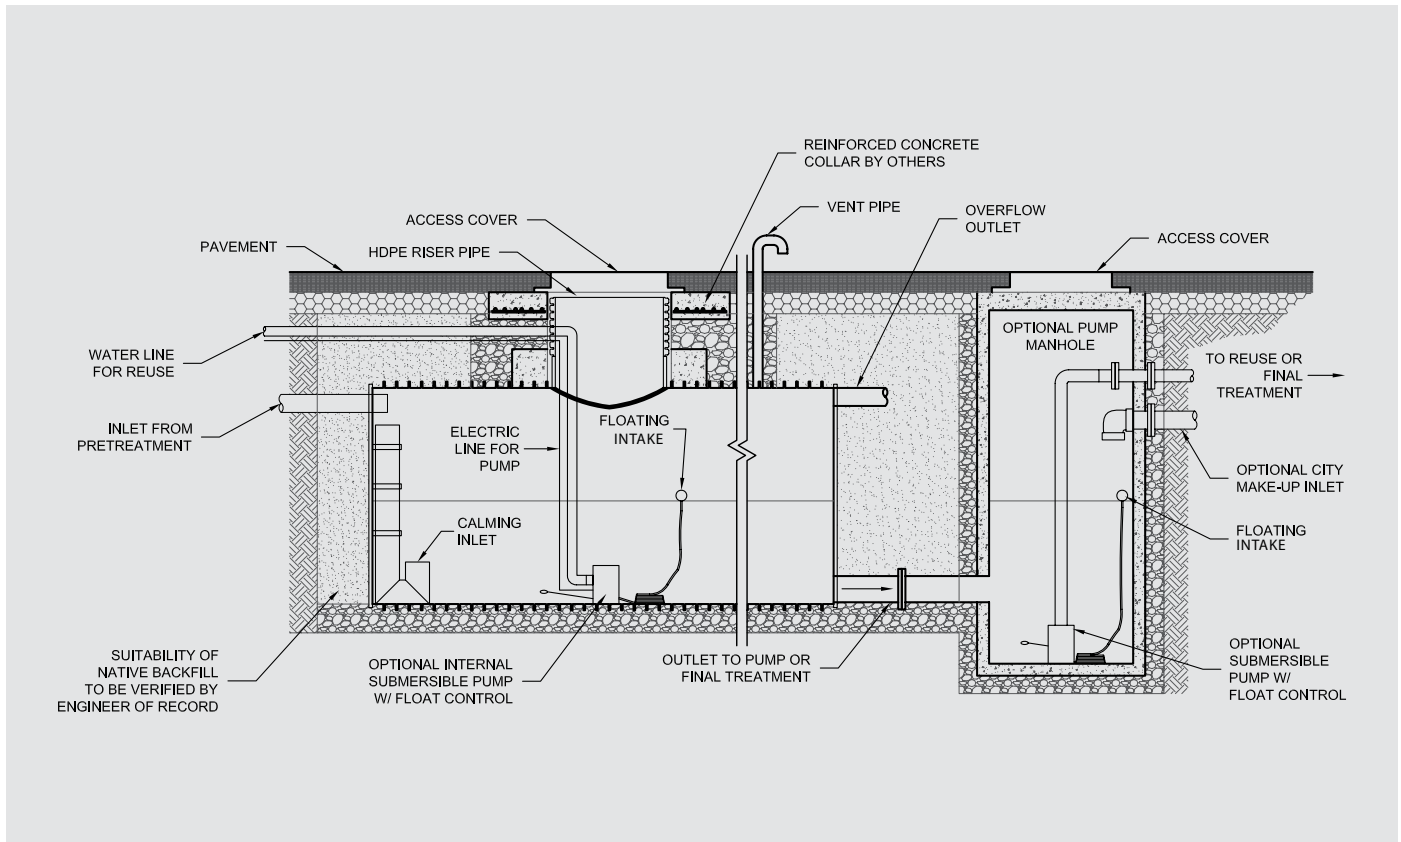 REINFORCED CONCRETE
COLLAR BY OTHERS
VENT PIPE
OVERFLOW
OUTLET
ACCESS COVER
ACCESS COVER
PAVEMENT
HDPE RISER PIPE
OPTIONAL PUMP
MANHOLE
WATER LINE
FOR REUSE
TO REUSE OR
FINAL
TREATMENT
INLET FROM
PRETREATMENT
ELECTRIC
LINE FOR
PUMP
FLOATING
INTAKE
OPTIONAL CITY
MAKE-UP INLET
CALMING
INLET
FLOATING
INTAKE
SUITABILITY OF
NATIVE BACKFILL
TO BE VERIFIED BY
ENGINEER OF RECORD
OPTIONAL INTERNAL
SUBMERSIBLE PUMP
W/ FLOAT CONTROL
OUTLET TO PUMP OR
FINAL TREATMENT
OPTIONAL
SUBMERSIBLE
PUMP W/
FLOAT CONTROL